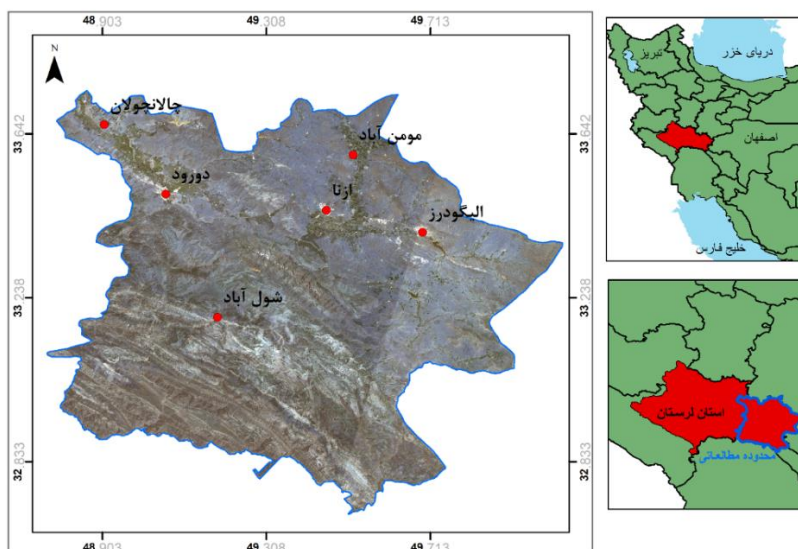 48.903 49.308 49.713
N
چالانچولان
33.642
33.642
مومن آباد
دورود
ازنا
الیگودرز
33.238
33.238
شول آباد
32.833
32.833
48.903 49.308 49.713
دریای خزر
تبریز
اصفهان
خلیج فارس
استان لرستان
محدوده مطالعاتی